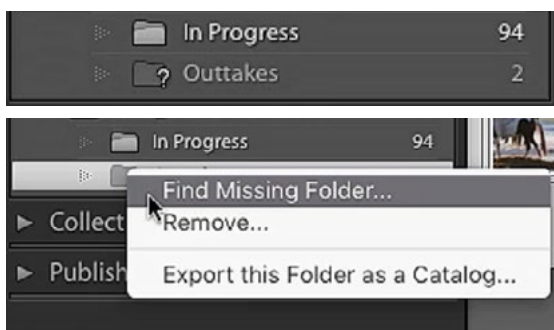 In Progress 94
Outtakes 2
In Progress 94
Find Missing Folder...
Collect Remove...
Publish Export this Folder as a Catalog...